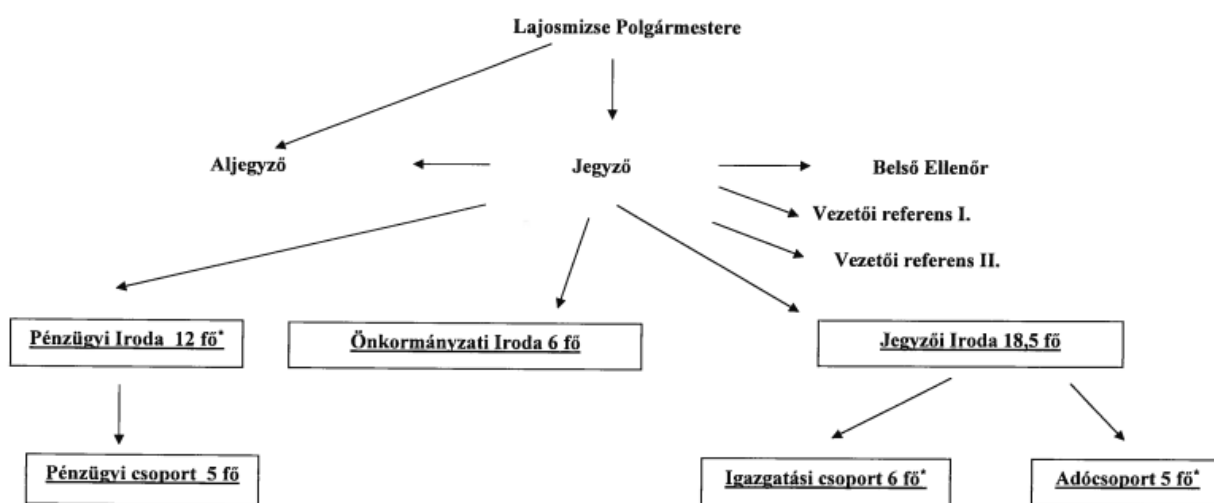 Lajosmizse Polgármestere
Aljegyző
Jegyző
Belső Ellenőr
Vezetői referens I.
Vezetői referens II.
Pénzügyi Iroda 12 fő*
Önkormányzati Iroda 6 fő
Jegyzői Iroda 18,5 fő
Pénzügyi csoport 5 fő
Igazgatási csoport 6 fő*
Adócsoport 5 fő*